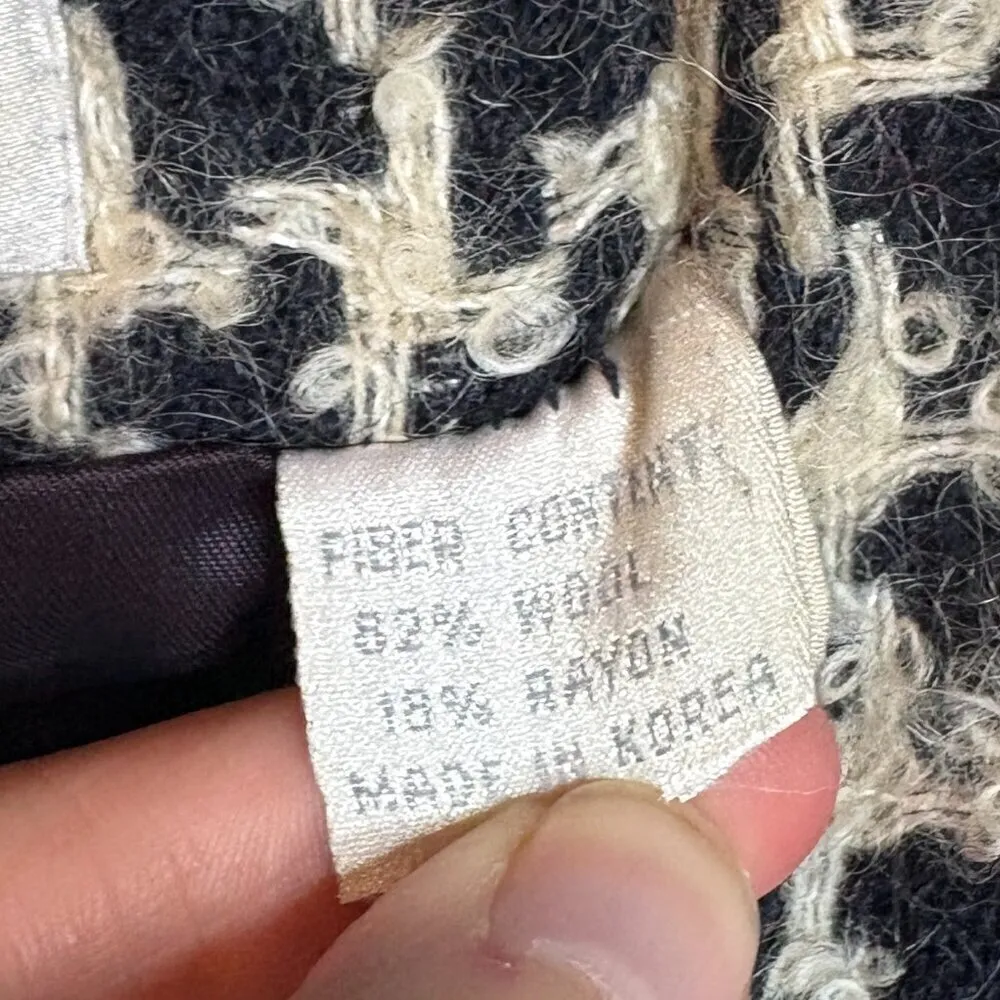 FIBER CONTENT
82% WOOL
18% RAYON
MADE IN KOREA